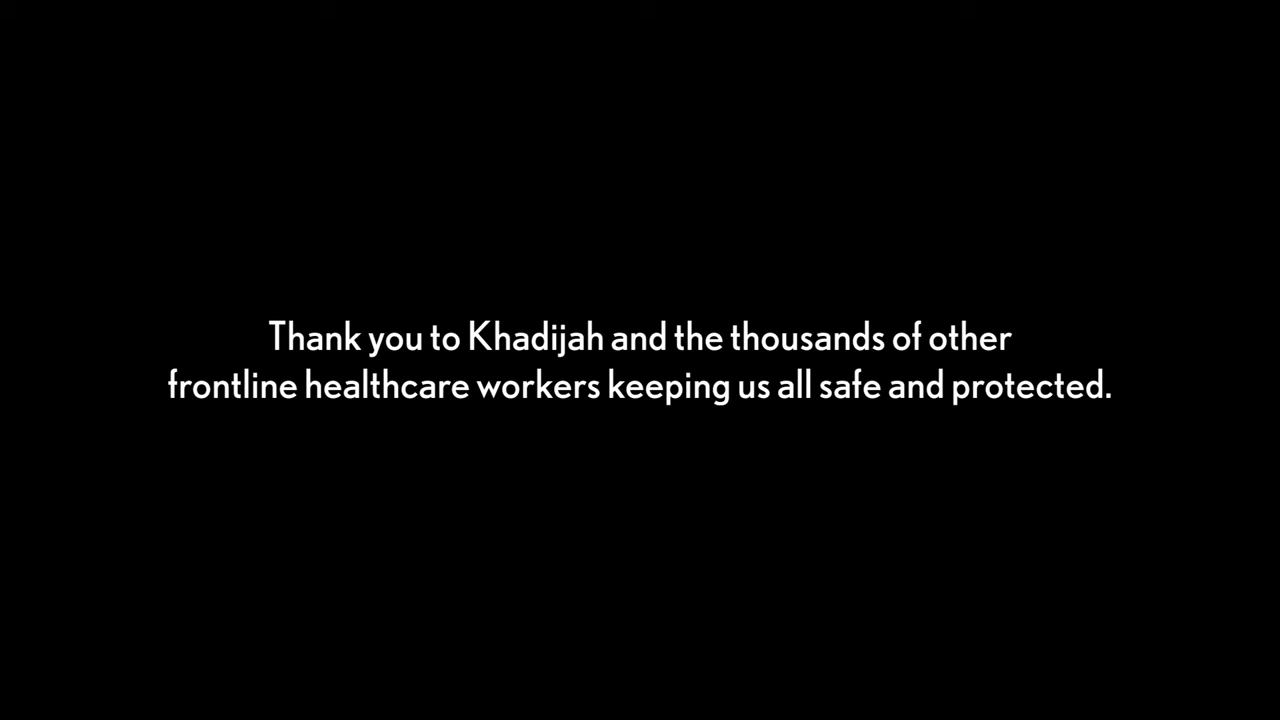 Thank you to Khadijah and the thousands of other
frontline healthcare workers keeping us all safe and protected.